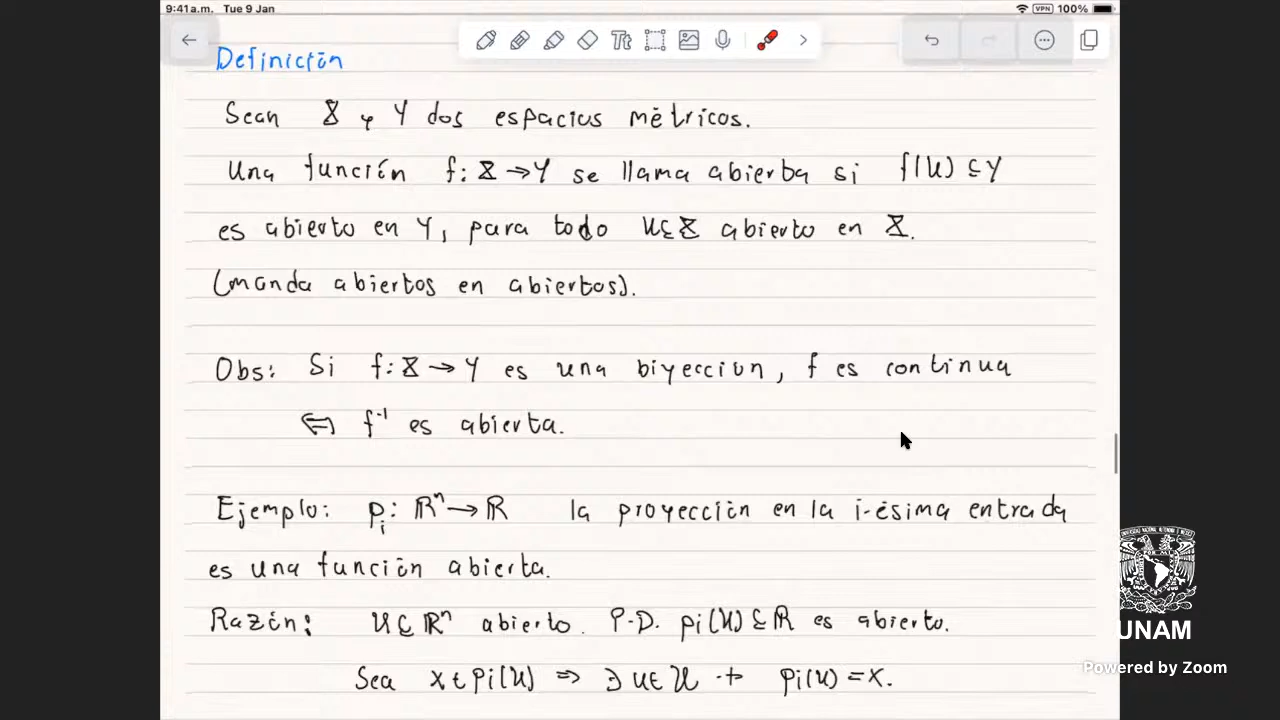 9:41 a.m. Tue 9 Jan
VPN 100%
Tt
Definición
Sean X y Y dos espacios métricos.
Una función f: X → Y se llama abierta si f(U) ⊆ Y
es abierto en Y, para todo U ⊆ X abierto en X.
(manda abiertos en abiertos).
Obs: Si f: X → Y es una biyección, f es continua
⇔ f⁻¹ es abierta.
Ejemplo: pᵢ: ℝⁿ → ℝ la proyección en la i-ésima entrada
es una función abierta.
Razón: U ⊆ ℝⁿ abierto. P.D. pi(U) ⊆ ℝ es abierto.
Sea x ∈ pi(U) ⇒ ∃ u ∈ U + pi(u) = x.
UNAM
Powered by Zoom